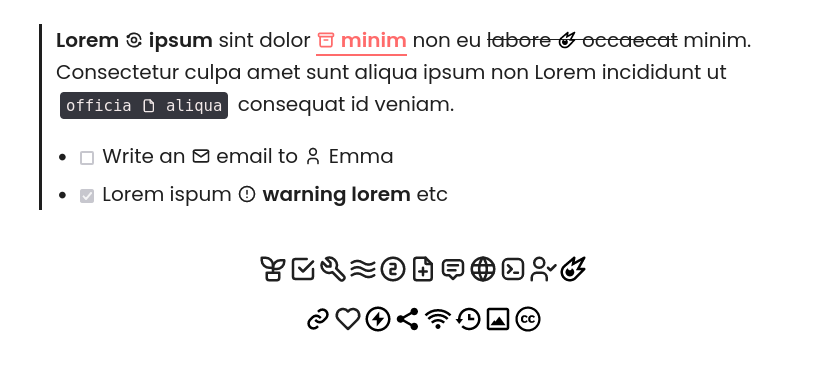 Lorem ipsum sint dolor minim non eu labore occaecat minim.
Consectetur culpa amet sunt aliqua ipsum non Lorem incididunt ut
officia aliqua consequat id veniam.
Write an email to Emma
Lorem ispum warning lorem etc